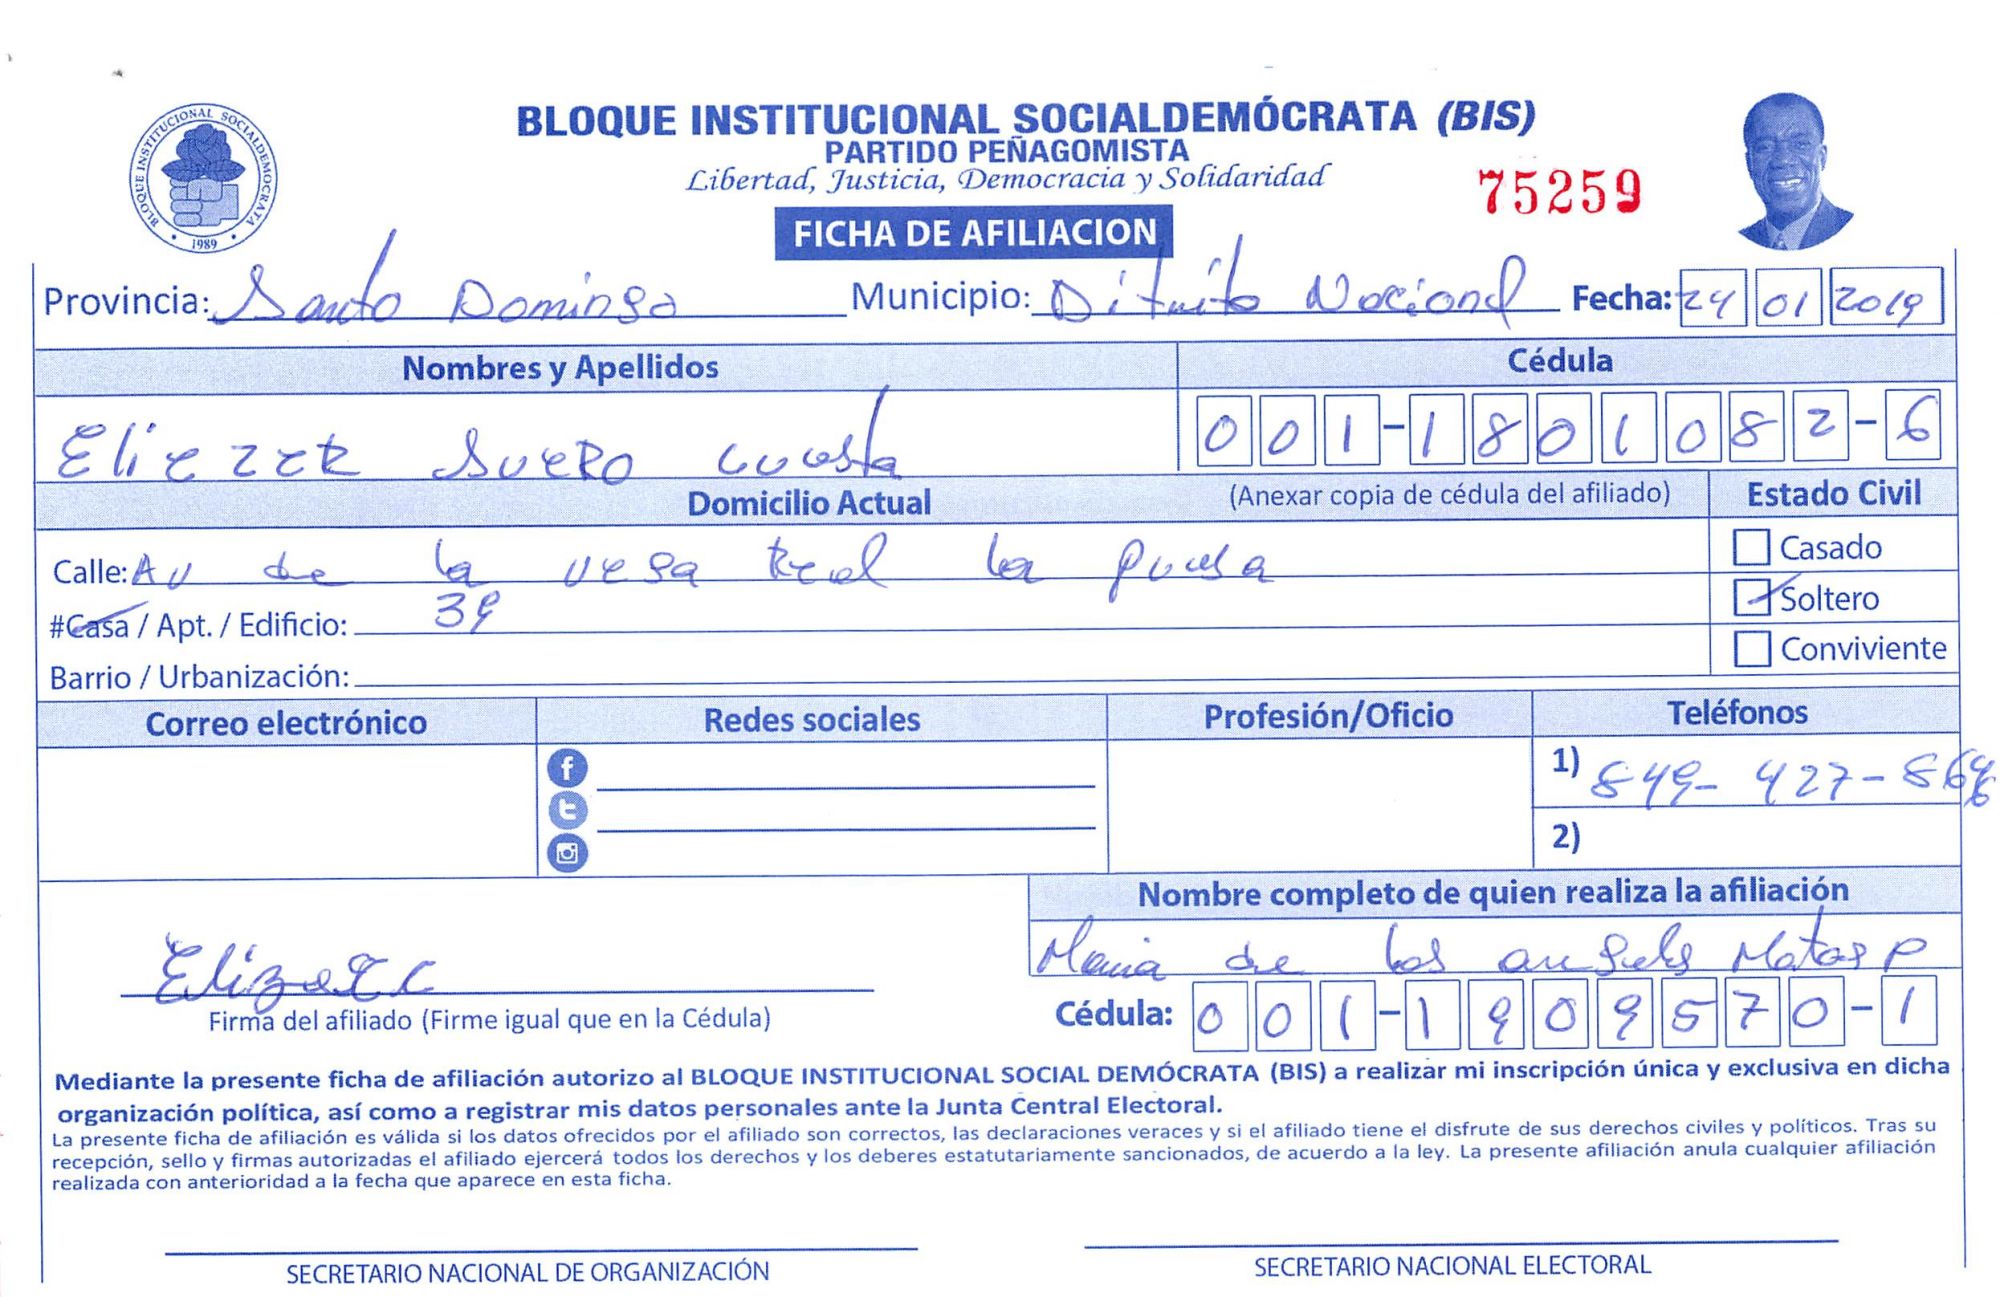 BLOQUE INSTITUCIONAL SOCIALDEMÓCRATA (BIS)
PARTIDO PEÑAGOMISTA
Libertad, Justicia, Democracia y Solidaridad
75259
BLOQUE INSTITUCIONAL SOCIALDEMOCRATA
• 1989 •
FICHA DE AFILIACION
Provincia: Santo Domingo Municipio: Distrito Nacional Fecha: 24 01 2019
Nombres y Apellidos Cédula
Eliezer Suero 001-1801082-6
Domicilio Actual (Anexar copia de cédula del afiliado) Estado Civil
Calle: Av de la vega Real la Casado
#Casa / Apt. / Edificio: 39 Soltero
Barrio / Urbanización: Conviviente
Correo electrónico Redes sociales Profesión/Oficio Teléfonos
1) 849-427-
2)
Nombre completo de quien realiza la afiliación
Maria de los angeles Matos P
Firma del afiliado (Firme igual que en la Cédula) Cédula: 001-1909570-1
Mediante la presente ficha de afiliación autorizo al BLOQUE INSTITUCIONAL SOCIAL DEMÓCRATA (BIS) a realizar mi inscripción única y exclusiva en dicha
organización política, así como a registrar mis datos personales ante la Junta Central Electoral.
La presente ficha de afiliación es válida si los datos ofrecidos por el afiliado son correctos, las declaraciones veraces y si el afiliado tiene el disfrute de sus derechos civiles y políticos. Tras su
recepción, sello y firmas autorizadas el afiliado ejercerá todos los derechos y los deberes estatutariamente sancionados, de acuerdo a la ley. La presente afiliación anula cualquier afiliación
realizada con anterioridad a la fecha que aparece en esta ficha.
SECRETARIO NACIONAL DE ORGANIZACIÓN SECRETARIO NACIONAL ELECTORAL